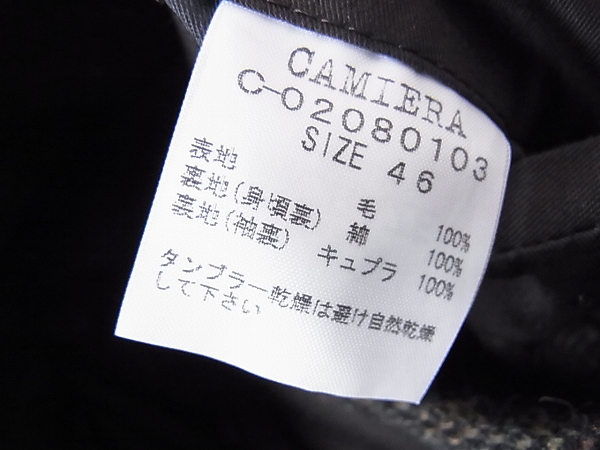 CAMIERA
C-02080103
SIZE 46
表地 毛 100%
裏地(身頃裏) 綿 100%
裏地(袖裏) キュプラ 100%
タンブラー乾燥は避け自然乾燥
して下さい